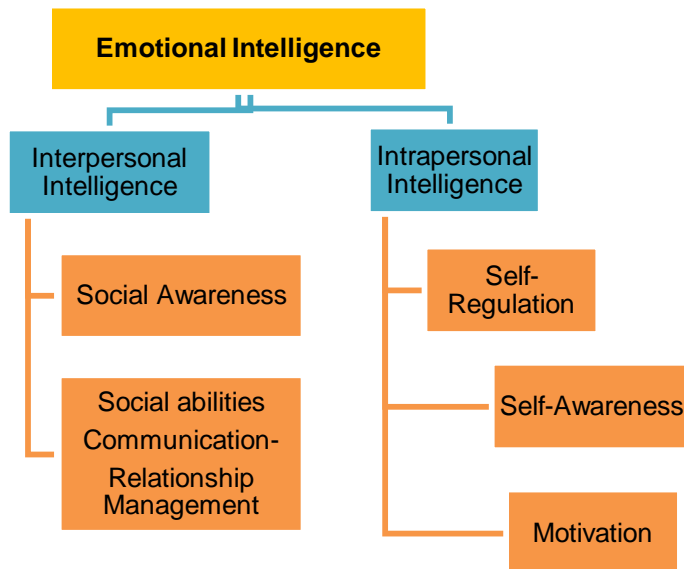 Emotional Intelligence
Interpersonal
Intelligence
Social Awareness
Social abilities
Communication-
Relationship
Management
Intrapersonal
Intelligence
Self-
Regulation
Self-Awareness
Motivation